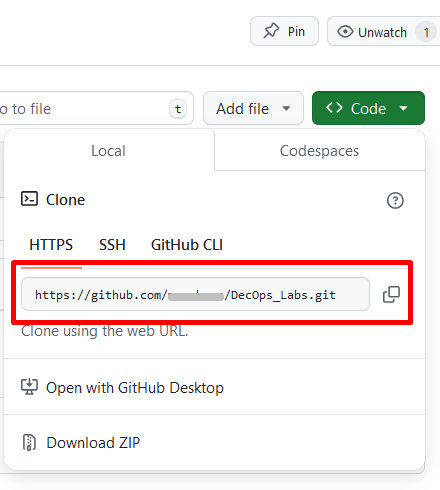 Pin
Unwatch 1
o to file t
Add file
Code
Local
Codespaces
Clone
HTTPS SSH GitHub CLI
https://github.com/ /DecOps_Labs.git
Clone using the web URL.
Open with GitHub Desktop
Download ZIP